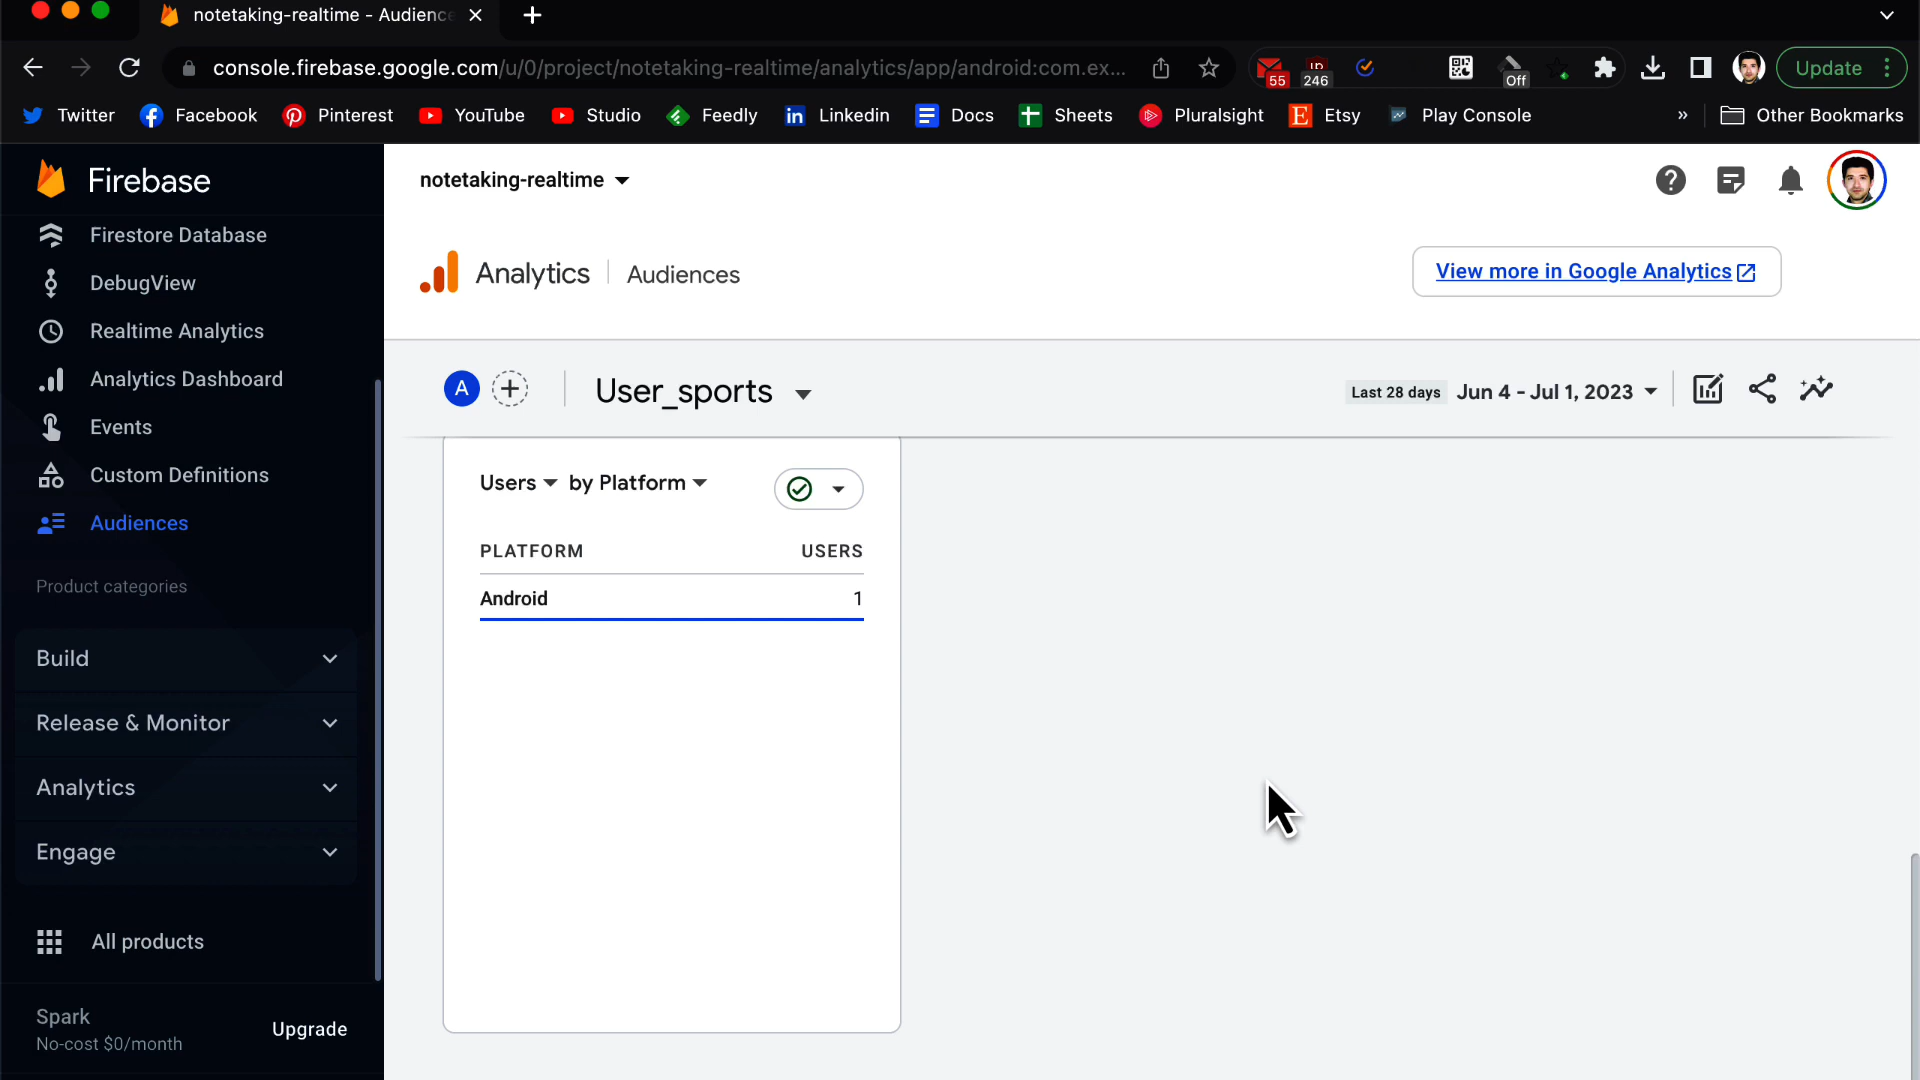 notetaking-realtime - Audience
console.firebase.google.com/u/0/project/notetaking-realtime/analytics/app/android:com.ex...
55
246
Off
Update
Twitter
Facebook
Pinterest
YouTube
Studio
Feedly
Linkedin
Docs
Sheets
Pluralsight
Etsy
Play Console
»
Other Bookmarks
Firebase
notetaking-realtime
Firestore Database
DebugView
Realtime Analytics
Analytics Dashboard
Events
Custom Definitions
Audiences
Product categories
Build
Release & Monitor
Analytics
Engage
All products
Spark
No-cost $0/month
Upgrade
Analytics
Audiences
View more in Google Analytics
A
User_sports
Last 28 days
Jun 4 - Jul 1, 2023
Users by Platform
PLATFORM USERS
Android 1